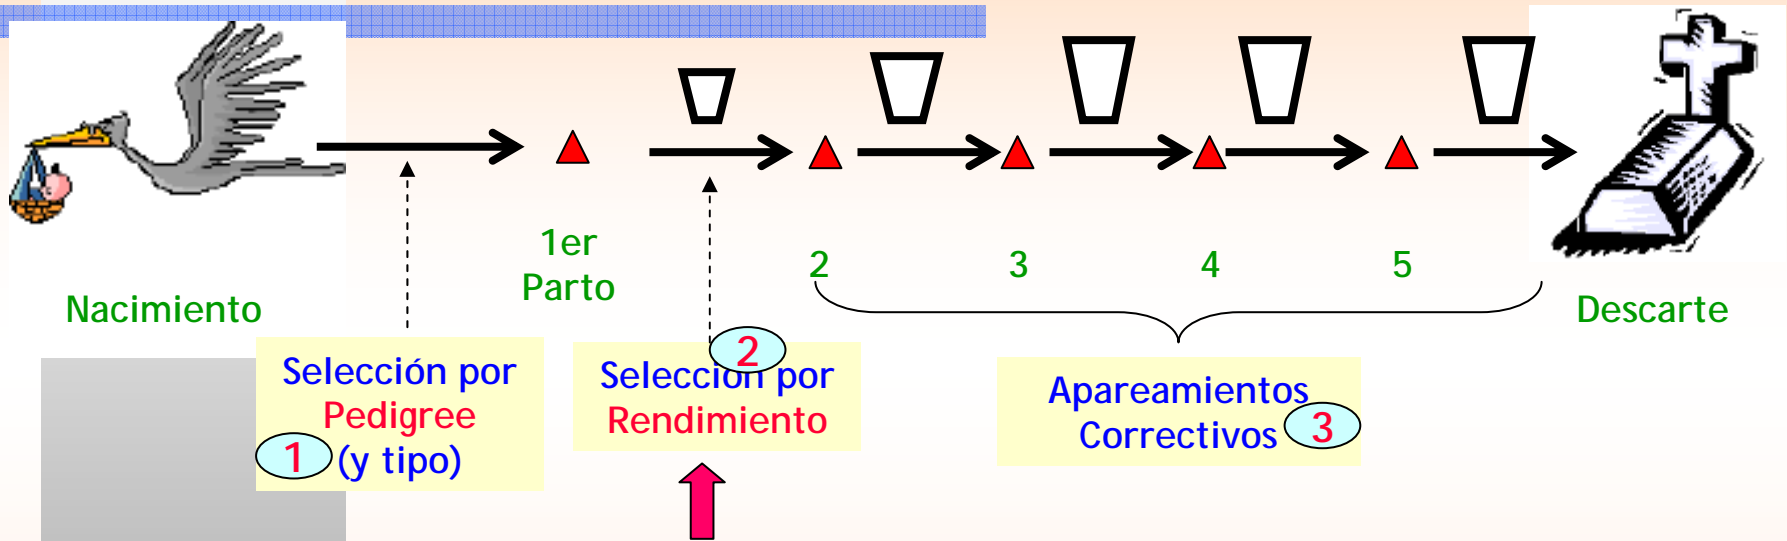 1er
Parto
2
3
4
5
Nacimiento
Descarte
Selección por
Pedigree
1
(y tipo)
2
Selección por
Rendimiento
Apareamientos
Correctivos
3